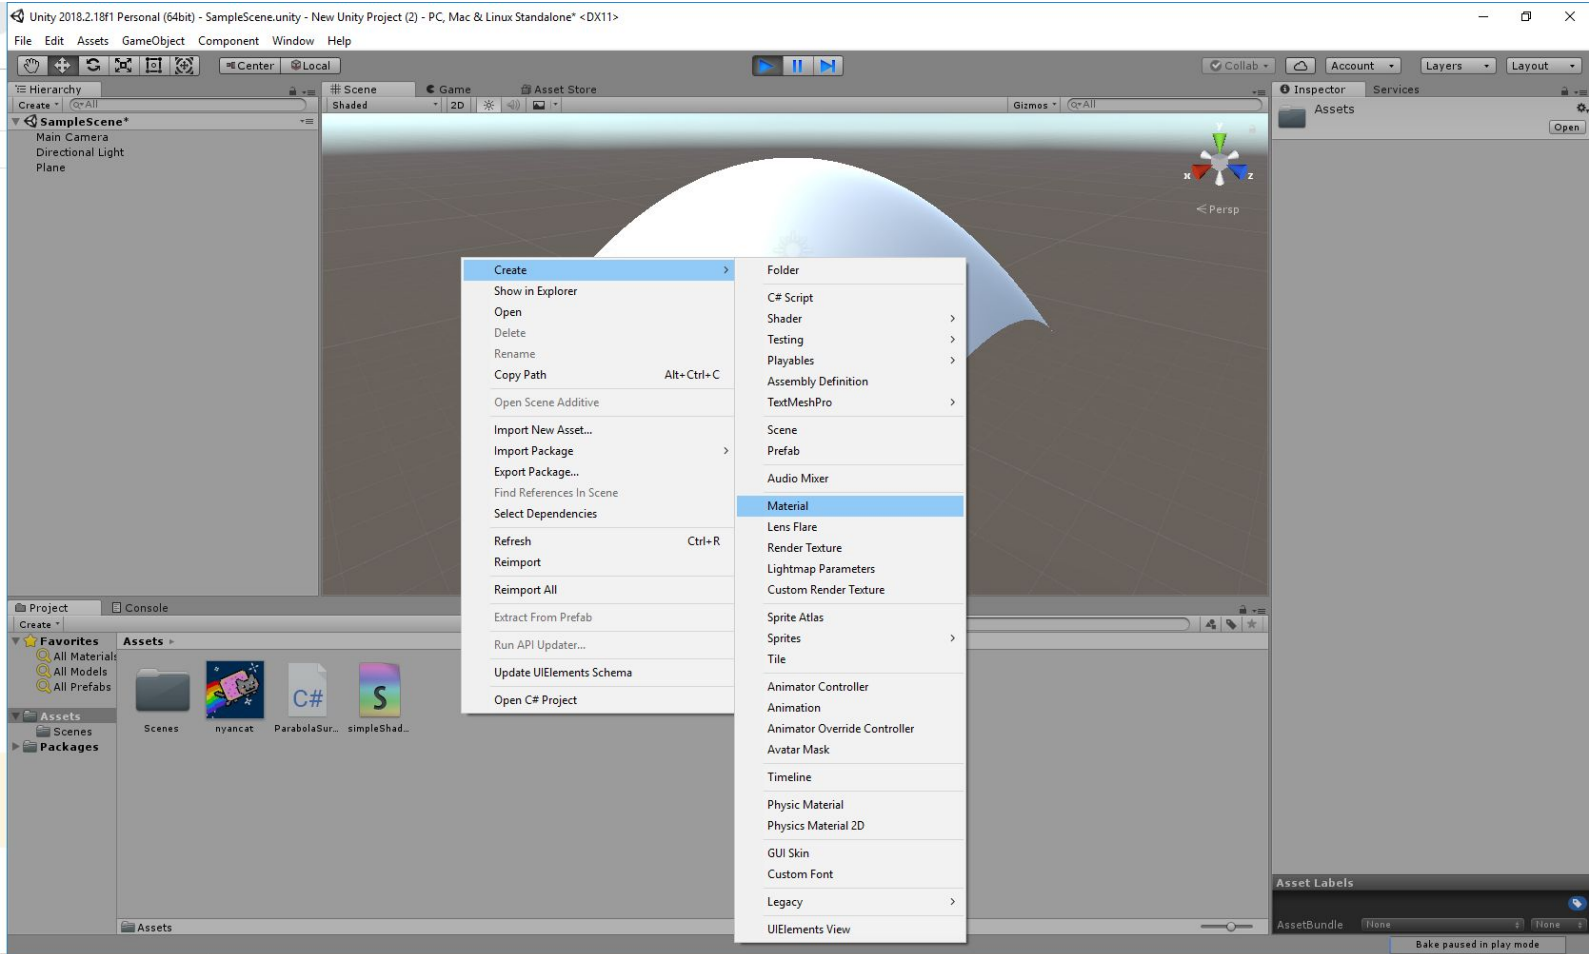 Unity 2018.2.18f1 Personal (64bit) - SampleScene.unity - New Unity Project (2) - PC, Mac & Linux Standalone* <DX11>
File Edit Assets GameObject Component Window Help
Center Local Collab Account Layers Layout
Hierarchy
Create All
SampleScene*
Main Camera
Directional Light
Plane
Scene Game Asset Store
Shaded 2D Gizmos All
y
x z
Persp
Inspector Services
Assets
Open
Create
Show in Explorer
Open
Delete
Rename
Copy Path Alt+Ctrl+C
Open Scene Additive
Import New Asset...
Import Package
Export Package...
Find References In Scene
Select Dependencies
Refresh Ctrl+R
Reimport
Reimport All
Extract From Prefab
Run API Updater...
Update UIElements Schema
Open C# Project
Folder
C# Script
Shader
Testing
Playables
Assembly Definition
TextMeshPro
Scene
Prefab
Audio Mixer
Material
Lens Flare
Render Texture
Lightmap Parameters
Custom Render Texture
Sprite Atlas
Sprites
Tile
Animator Controller
Animation
Animator Override Controller
Avatar Mask
Timeline
Physic Material
Physics Material 2D
GUI Skin
Custom Font
Legacy
UIElements View
Project Console
Create
Favorites
All Materials
All Models
All Prefabs
Assets
Scenes
Packages
Assets
C# S
Scenes nyancat ParabolaSur... simpleShad...
Assets
Asset Labels
AssetBundle None None
Bake paused in play mode